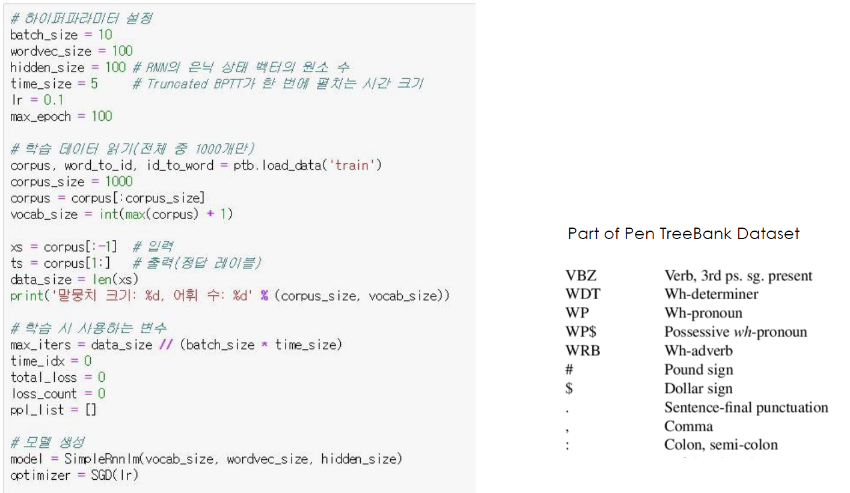 # 하이퍼파라미터 설정
batch_size = 10
wordvec_size = 100
hidden_size = 100 # RNN의 은닉 상태 벡터의 원소 수
time_size = 5 # Truncated BPTT가 한 번에 펼치는 시간 크기
lr = 0.1
max_epoch = 100
# 학습 데이터 읽기(전체 중 1000개만)
corpus, word_to_id, id_to_word = ptb.load_data('train')
corpus_size = 1000
corpus = corpus[:corpus_size]
vocab_size = int(max(corpus) + 1)
xs = corpus[:-1] # 입력
ts = corpus[1:] # 출력(정답 레이블)
data_size = len(xs)
print('말뭉치 크기: %d, 어휘 수: %d' % (corpus_size, vocab_size))
# 학습 시 사용하는 변수
max_iters = data_size // (batch_size * time_size)
time_idx = 0
total_loss = 0
loss_count = 0
ppl_list = []
# 모델 생성
model = SimpleRnnlm(vocab_size, wordvec_size, hidden_size)
optimizer = SGD(lr)
Part of Pen TreeBank Dataset
VBZ Verb, 3rd ps. sg. present
WDT Wh-determiner
WP Wh-pronoun
WP$ Possessive wh-pronoun
WRB Wh-adverb
# Pound sign
$ Dollar sign
. Sentence-final punctuation
, Comma
: Colon, semi-colon